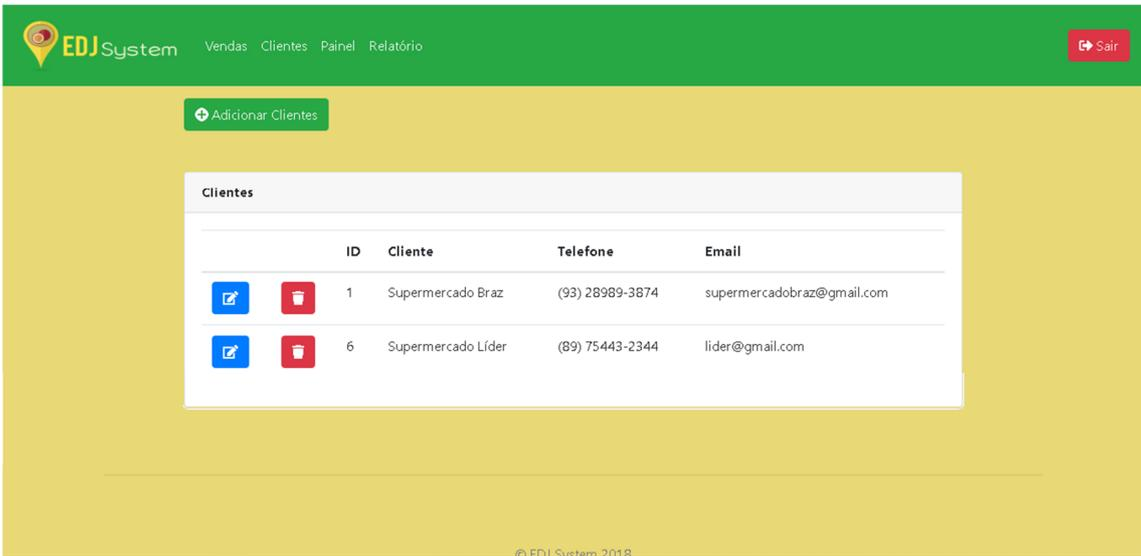 EDJ System Vendas Clientes Painel Relatório Sair
Adicionar Clientes
Clientes
ID Cliente Telefone Email
1 Supermercado Braz (93) 28989-3874 supermercadobraz@gmail.com
6 Supermercado Líder (89) 75443-2344 lider@gmail.com
© EDJ System 2018